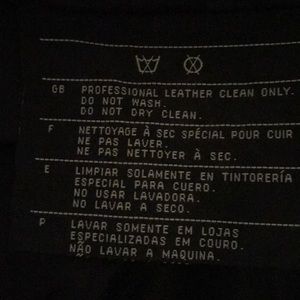 GB PROFESSIONAL LEATHER CLEAN ONLY.
DO NOT WASH.
DO NOT DRY CLEAN.
F NETTOYAGE À SEC SPÉCIAL POUR CUIR
NE PAS LAVER.
NE PAS NETTOYER À SEC.
E LIMPIAR SOLAMENTE EN TINTORERÍA
ESPECIAL PARA CUERO.
NO USAR LAVADORA.
NO LAVAR A SECO.
P LAVAR SOMENTE EM LOJAS
ESPECIALIZADAS EM COURO.
NÃO LAVAR A MAQUINA.